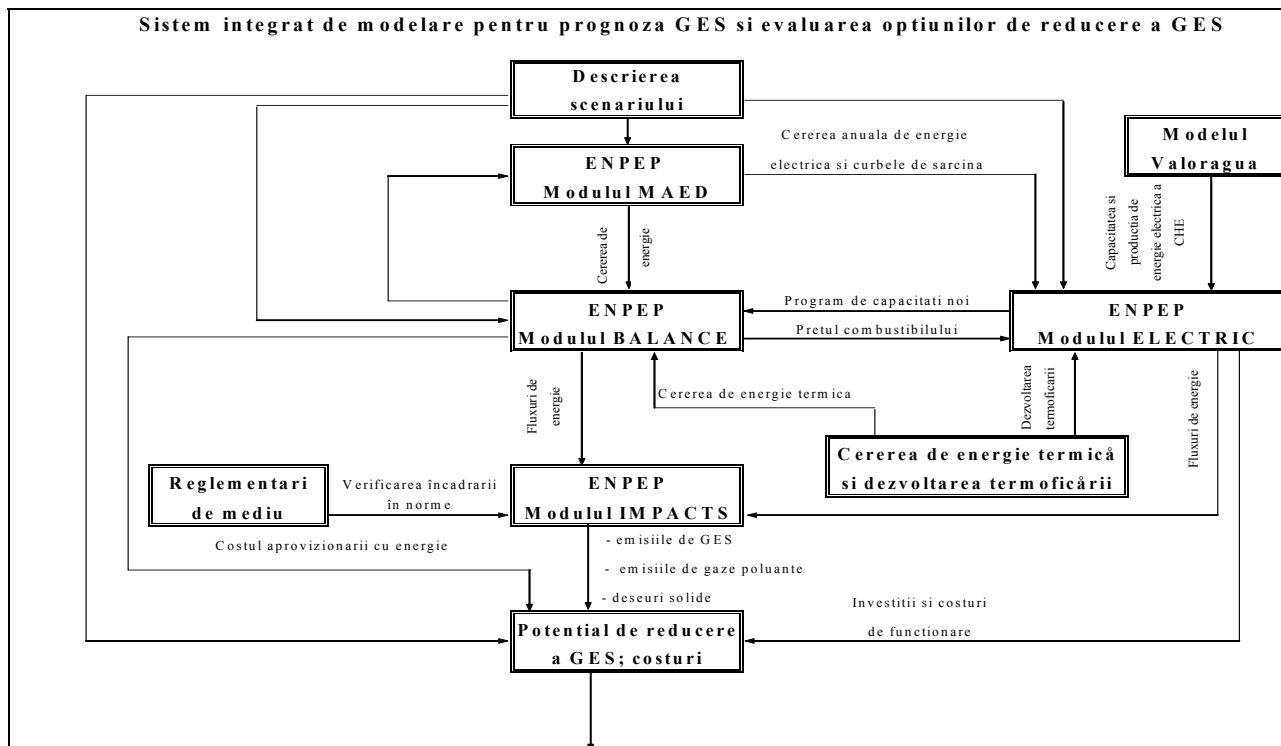 Sistem integrat de modelare pentru prognoza GES si evaluarea optiunilor de reducere a GES
Descrierea
scenariului
Cererea anuala de energie
electrica si curbele de sarcina
Modelul
Valoragua
ENPEP
Modulul MAED
Cererea de
energie
Capacitatea si
productia de
energie electrica a
CHE
ENPEP
Modulul BALANCE
Program de capacitati noi
Pretul combustibilului
ENPEP
Modulul ELECTRIC
Fluxuri de
energie
Cererea de energie termica
Dezvoltarea
termoficarii
Fluxuri de energie
Cererea de energie termică
si dezvoltarea termoficării
Reglementari
de mediu
Verificarea încadrarii
în norme
ENPEP
Modulul IMPACTS
Costul aprovizionarii cu energie
- emisiile de GES
- emisiile de gaze poluante
- deseuri solide
Investitii si costuri
de functionare
Potential de reducere
a GES; costuri